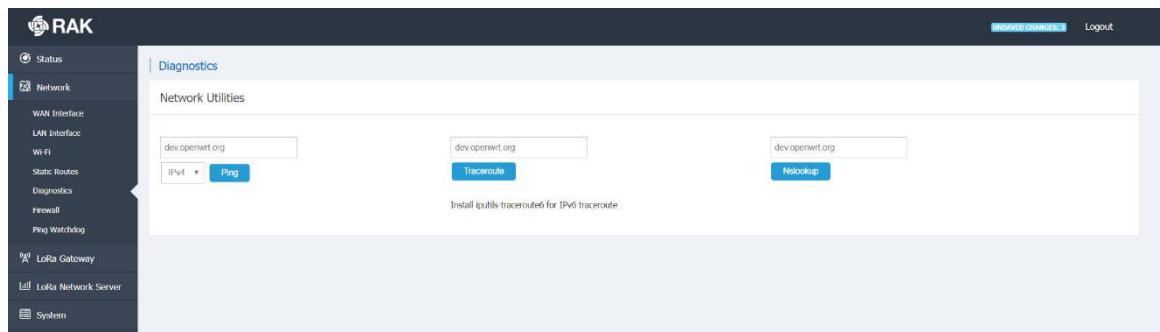 RAK
UNSAVED CHANGES: 3
Logout
Status
Network
WAN Interface
LAN Interface
Wi-Fi
Static Routes
Diagnostics
Firewall
Ping Watchdog
LoRa Gateway
LoRa Network Server
System
Diagnostics
Network Utilities
dev.openwrt.org
IPv4
Ping
dev.openwrt.org
Traceroute
Install iputils-traceroute6 for IPv6 traceroute
dev.openwrt.org
Nslookup